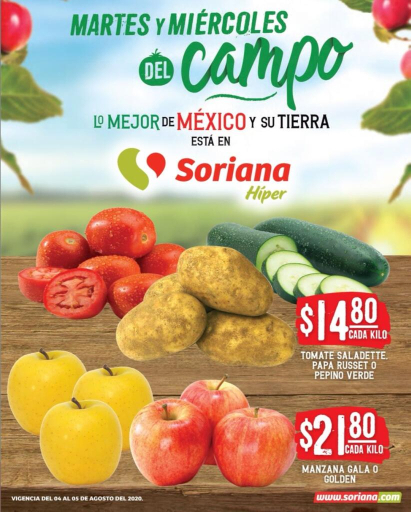 MARTES Y MIÉRCOLES
DEL campo
LO MEJOR DE MÉXICO Y SU TIERRA
ESTÁ EN
Soriana
Híper
$14.80
CADA KILO
TOMATE SALADETTE,
PAPA RUSSET O
PEPINO VERDE
$21.80
CADA KILO
MANZANA GALA O
GOLDEN
VIGENCIA DEL 04 AL 05 DE AGOSTO DEL 2020.
www.soriana.com